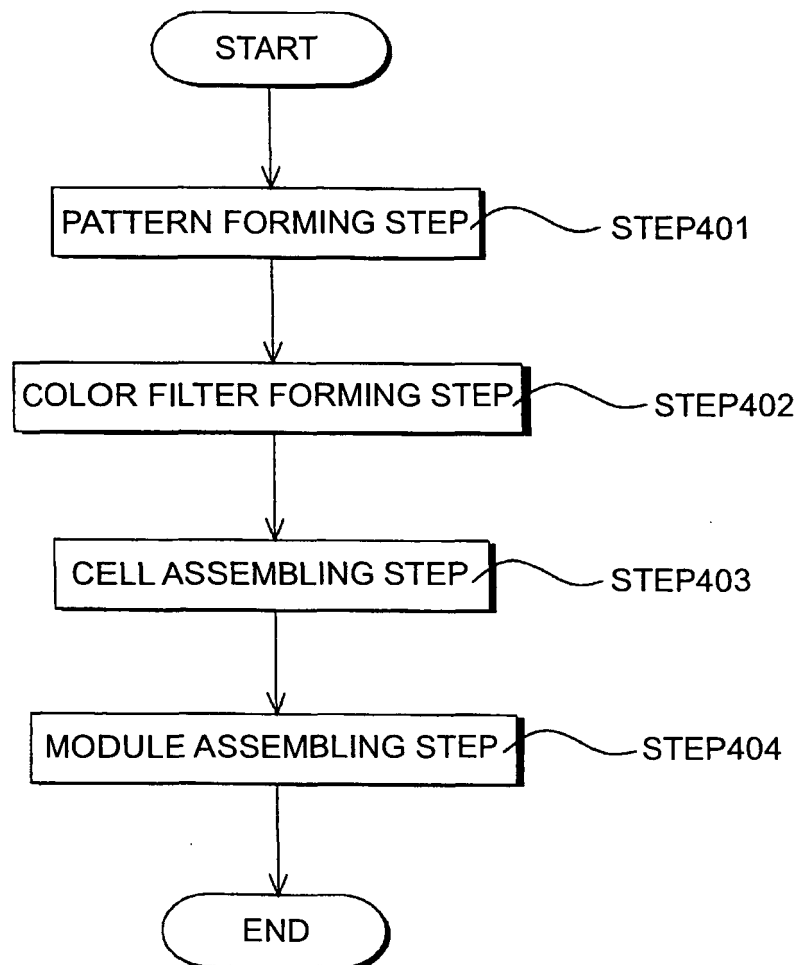 START
PATTERN FORMING STEP
STEP401
COLOR FILTER FORMING STEP
STEP402
CELL ASSEMBLING STEP
STEP403
MODULE ASSEMBLING STEP
STEP404
END